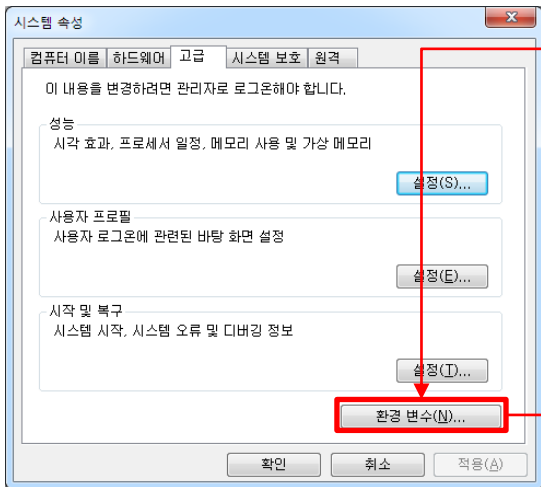 시스템 속성
컴퓨터 이름 하드웨어 고급 시스템 보호 원격
이 내용을 변경하려면 관리자로 로그온해야 합니다.
성능
시각 효과, 프로세서 일정, 메모리 사용 및 가상 메모리
설정(S)...
사용자 프로필
사용자 로그온에 관련된 바탕 화면 설정
설정(E)...
시작 및 복구
시스템 시작, 시스템 오류 및 디버깅 정보
설정(T)...
환경 변수(N)...
확인 취소 적용(A)